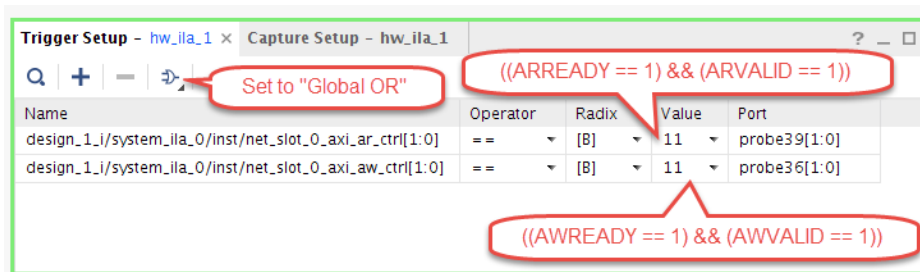 Trigger Setup - hw_ila_1 × Capture Setup - hw_ila_1 ?
Set to "Global OR"
((ARREADY == 1) && (ARVALID == 1))
Name Operator Radix Value Port
design_1_i/system_ila_0/inst/net_slot_0_axi_ar_ctrl[1:0] == [B] 11 probe39[1:0]
design_1_i/system_ila_0/inst/net_slot_0_axi_aw_ctrl[1:0] == [B] 11 probe36[1:0]
((AWREADY == 1) && (AWVALID == 1))